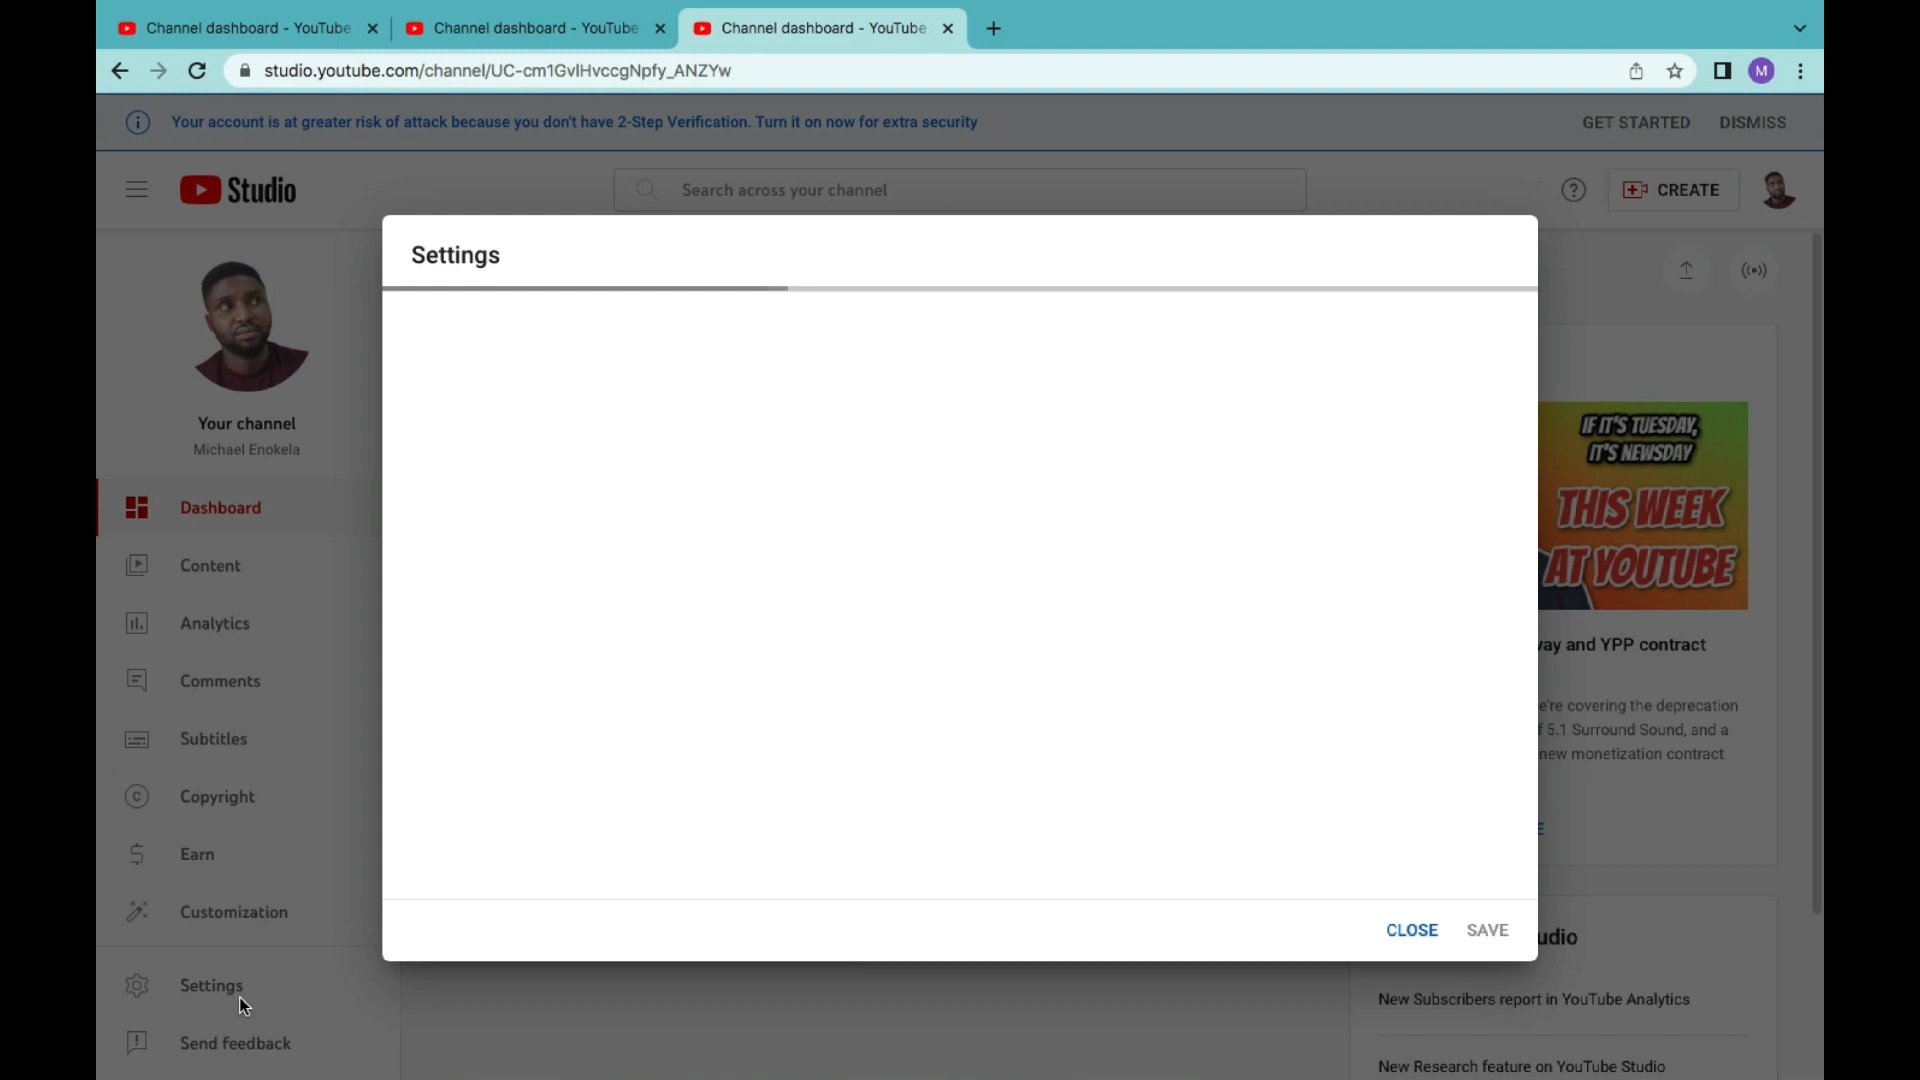 Channel dashboard - YouTube
Channel dashboard - YouTube
Channel dashboard - YouTube
studio.youtube.com/channel/UC-cm1GvIHvccgNpfy_ANZYw
M
Your account is at greater risk of attack because you don't have 2-Step Verification. Turn it on now for extra security
GET STARTED
DISMISS
Studio
Search across your channel
CREATE
Settings
Your channel
Michael Enokela
Dashboard
Content
Analytics
Comments
Subtitles
Copyright
Earn
Customization
Settings
Send feedback
CLOSE
SAVE
IF IT'S TUESDAY,
IT'S NEWSDAY
THIS WEEK
AT YOUTUBE
way and YPP contract
e're covering the deprecation
f 5.1 Surround Sound, and a
new monetization contract
E
udio
New Subscribers report in YouTube Analytics
New Research feature on YouTube Studio